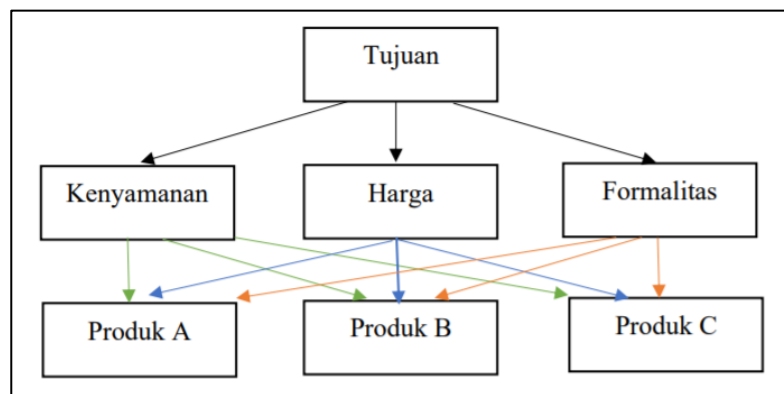 Tujuan
Kenyamanan
Harga
Formalitas
Produk A
Produk B
Produk C